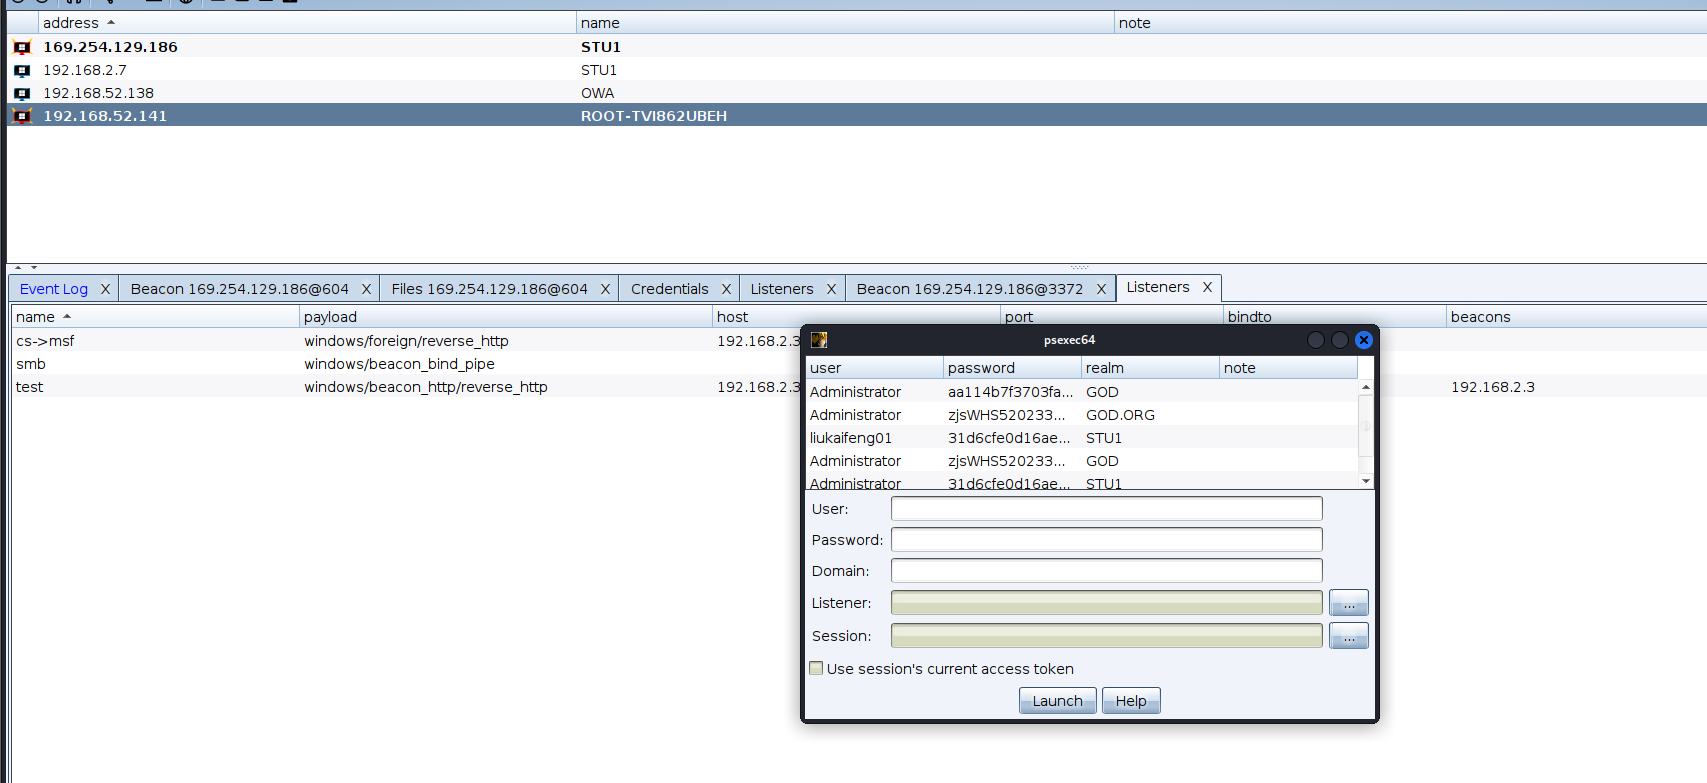 address name note
169.254.129.186 STU1
192.168.2.7 STU1
192.168.52.138 OWA
192.168.52.141 ROOT-TVI862UBEH
Event Log X Beacon 169.254.129.186@604 X Files 169.254.129.186@604 X Credentials X Listeners X Beacon 169.254.129.186@3372 X Listeners X
name payload host port bindto beacons
cs->msf windows/foreign/reverse_http 192.168.2.3
smb windows/beacon_bind_pipe
test windows/beacon_http/reverse_http 192.168.2.3 192.168.2.3
psexec64
user password realm note
Administrator aa114b7f3703fa... GOD
Administrator zjsWHS520233... GOD.ORG
liukaifeng01 31d6cfe0d16ae... STU1
Administrator zjsWHS520233... GOD
Administrator 31d6cfe0d16ae... STU1
User:
Password:
Domain:
Listener: ...
Session: ...
Use session's current access token
Launch Help